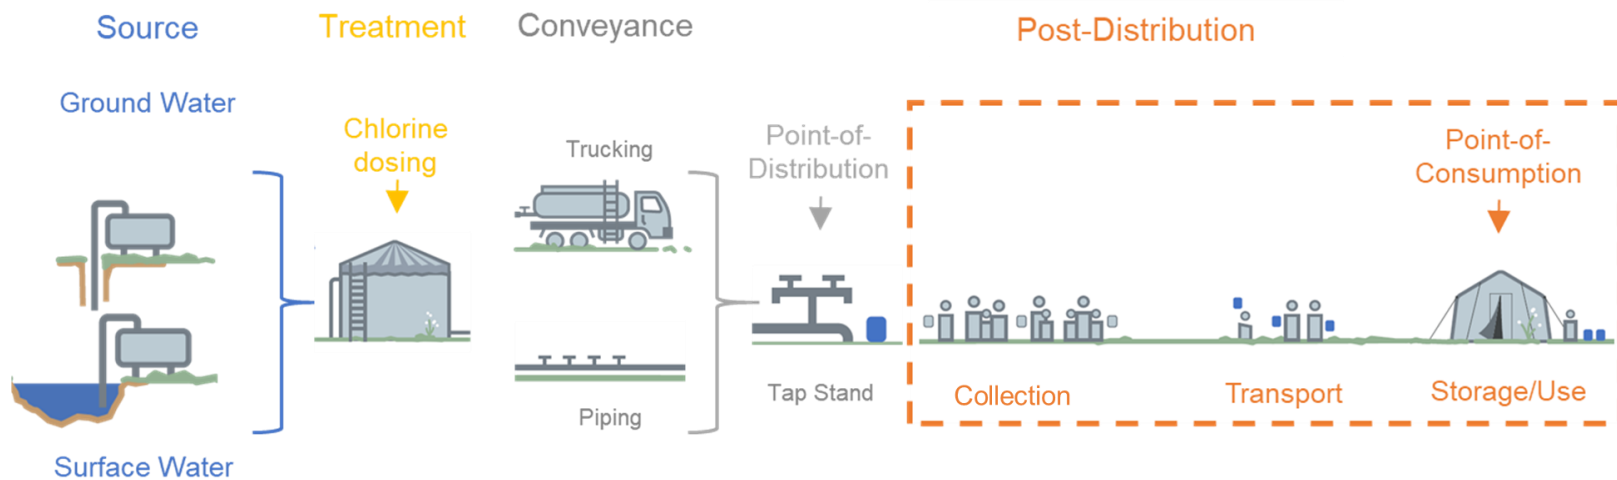 Source
Treatment
Conveyance
Post-Distribution
Ground Water
Chlorine
dosing
Trucking
Point-of-
Distribution
Point-of-
Consumption
Piping
Tap Stand
Collection
Transport
Storage/Use
Surface Water